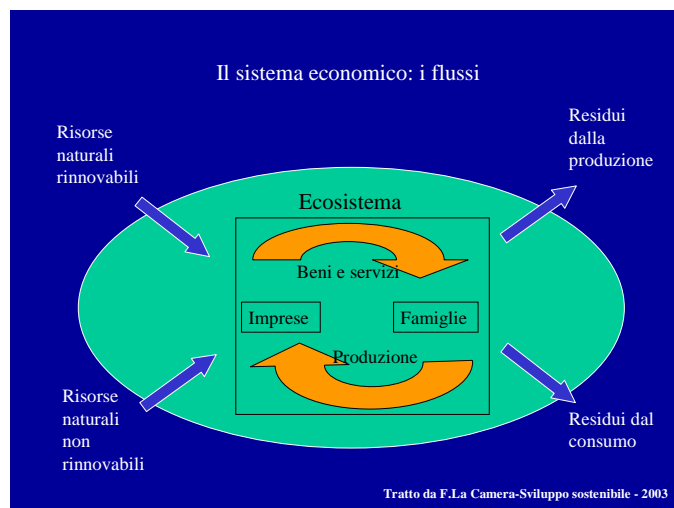 Il sistema economico: i flussi
Risorse
naturali
rinnovabili
Residui
dalla
produzione
Ecosistema
Beni e servizi
Imprese
Famiglie
Produzione
Risorse
naturali
non
rinnovabili
Residui dal
consumo
Tratto da F.La Camera-Sviluppo sostenibile - 2003